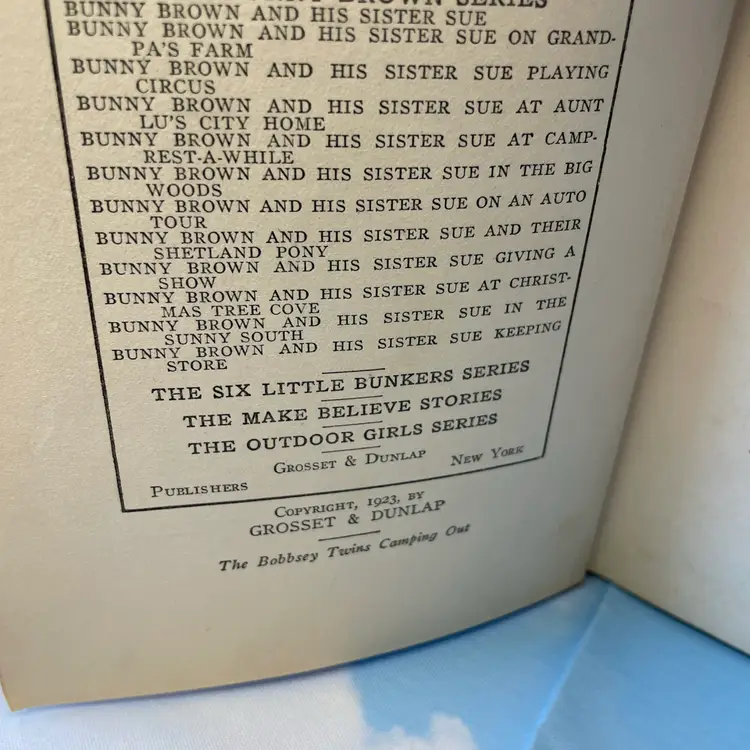 BROWN SERIES
BUNNY BROWN AND HIS SISTER SUE
BUNNY BROWN AND HIS SISTER SUE ON GRAND-
PA'S FARM
BUNNY BROWN AND HIS SISTER SUE PLAYING
CIRCUS
BUNNY BROWN AND HIS SISTER SUE AT AUNT
LU'S CITY HOME
BUNNY BROWN AND HIS SISTER SUE AT CAMP-
REST-A-WHILE
BUNNY BROWN AND HIS SISTER SUE IN THE BIG
WOODS
BUNNY BROWN AND HIS SISTER SUE ON AN AUTO
TOUR
BUNNY BROWN AND HIS SISTER SUE AND THEIR
SHETLAND PONY
BUNNY BROWN AND HIS SISTER SUE GIVING A
SHOW
BUNNY BROWN AND HIS SISTER SUE AT CHRIST-
MAS TREE COVE
BUNNY BROWN AND HIS SISTER SUE IN THE
SUNNY SOUTH
BUNNY BROWN AND HIS SISTER SUE KEEPING
STORE
THE SIX LITTLE BUNKERS SERIES
THE MAKE BELIEVE STORIES
THE OUTDOOR GIRLS SERIES
GROSSET & DUNLAP
PUBLISHERS NEW YORK
COPYRIGHT, 1923, BY
GROSSET & DUNLAP
The Bobbsey Twins Camping Out